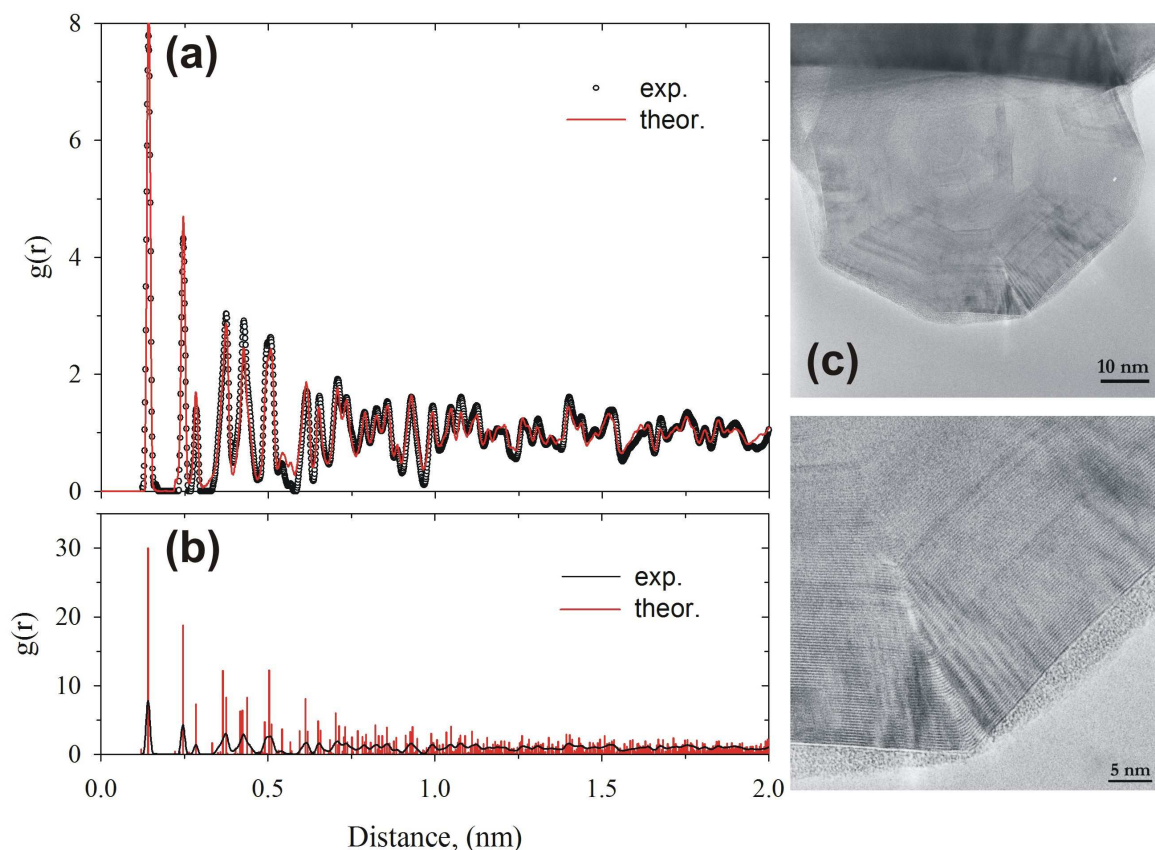 (a)
exp.
theor.
g(r)
8
6
4
2
0
(b)
exp.
theor.
g(r)
30
20
10
0
0.0 0.5 1.0 1.5 2.0
Distance, (nm)
(c)
10 nm
5 nm